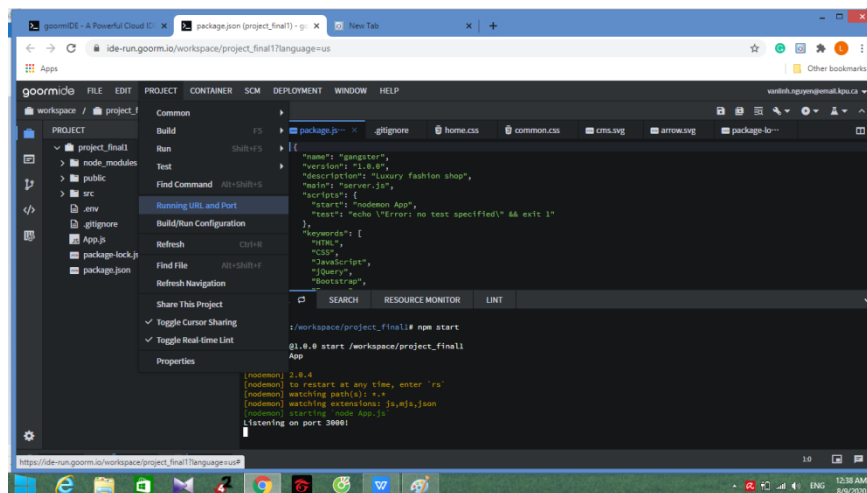 goormIDE - A Powerful Cloud ID
package.json (project_final1) - go
New Tab
ide-run.goorm.io/workspace/project_final1?language=us
Apps
Other bookmarks
goormide FILE EDIT PROJECT CONTAINER SCM DEPLOYMENT WINDOW HELP
vanlinh.nguyen@email.kpu.ca
workspace / project_f
PROJECT
project_final1
node_modules
public
src
.env
.gitignore
App.js
package-lock.js
package.json
Common
Build F5
Run Shift+F5
Test
Find Command Alt+Shift+S
Running URL and Port
Build/Run Configuration
Refresh Ctrl+R
Find File Alt+Shift+F
Refresh Navigation
Share This Project
Toggle Cursor Sharing
Toggle Real-time Lint
Properties
package.js··· .gitignore home.css common.css cms.svg arrow.svg package-lo···
{
"name": "gangster",
"version": "1.0.0",
"description": "Luxury fashion shop",
"main": "server.js",
"scripts": {
"start": "nodemon App",
"test": "echo \"Error: no test specified\" && exit 1"
},
"keywords": [
"HTML",
"CSS",
"JavaScript",
"jQuery",
"Bootstrap",
SEARCH RESOURCE MONITOR LINT
:/workspace/project_final1# npm start
@1.0.0 start /workspace/project_final1
App
[nodemon] 2.0.4
[nodemon] to restart at any time, enter `rs`
[nodemon] watching path(s): *.*
[nodemon] watching extensions: js,mjs,json
[nodemon] starting `node App.js`
Listening on port 3000!
https://ide-run.goorm.io/workspace/project_final1?language=us#
1:0
ENG
12:38 AM
8/9/2020